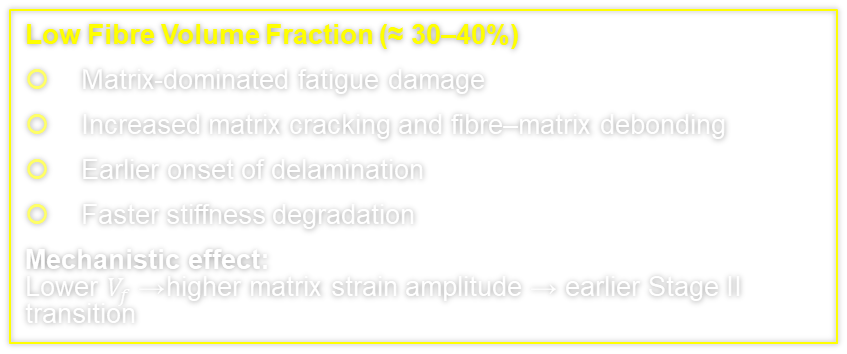 Low Fibre Volume Fraction (≈ 30–40%)
Matrix-dominated fatigue damage
Increased matrix cracking and fibre–matrix debonding
Earlier onset of delamination
Faster stiffness degradation
Mechanistic effect:
Lower V_f →higher matrix strain amplitude → earlier Stage II
transition